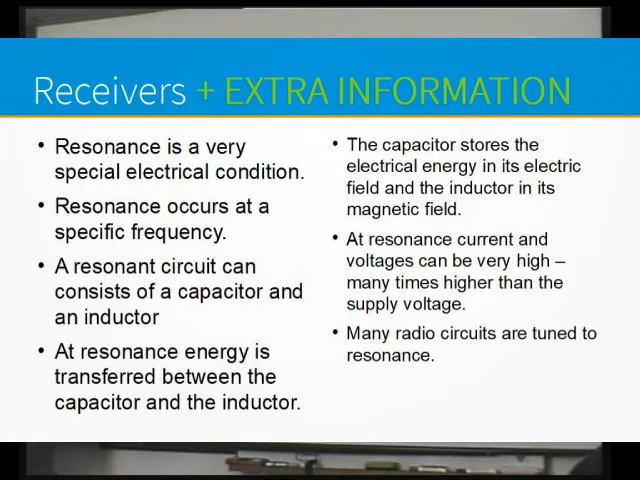 Receivers + EXTRA INFORMATION
• Resonance is a very
special electrical condition.
• Resonance occurs at a
specific frequency.
• A resonant circuit can
consists of a capacitor and
an inductor
• At resonance energy is
transferred between the
capacitor and the inductor.
• The capacitor stores the
electrical energy in its electric
field and the inductor in its
magnetic field.
• At resonance current and
voltages can be very high –
many times higher than the
supply voltage.
• Many radio circuits are tuned to
resonance.